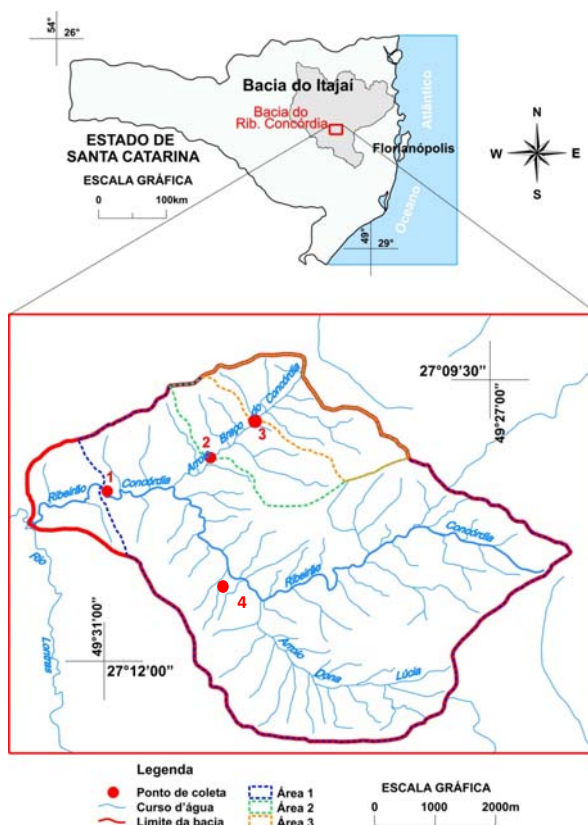 54°
26°
Bacia do Itajaí
Bacia do
Rib. Concórdia
ESTADO DE
SANTA CATARINA
Florianópolis
Atlântico
Oceano
ESCALA GRÁFICA
0 100km
49°
29°
N
W E
S
27°09'30"
49°27'00"
Arroio Braço do Concórdia
3
2
1
Ribeirão Concórdia
Ribeirão Concórdia
4
Rio Lontras
49°31'00"
27°12'00"
Arroio Dona Lúcia
Legenda
Ponto de coleta
Curso d'água
Limite da bacia
Área 1
Área 2
Área 3
ESCALA GRÁFICA
0 1000 2000m